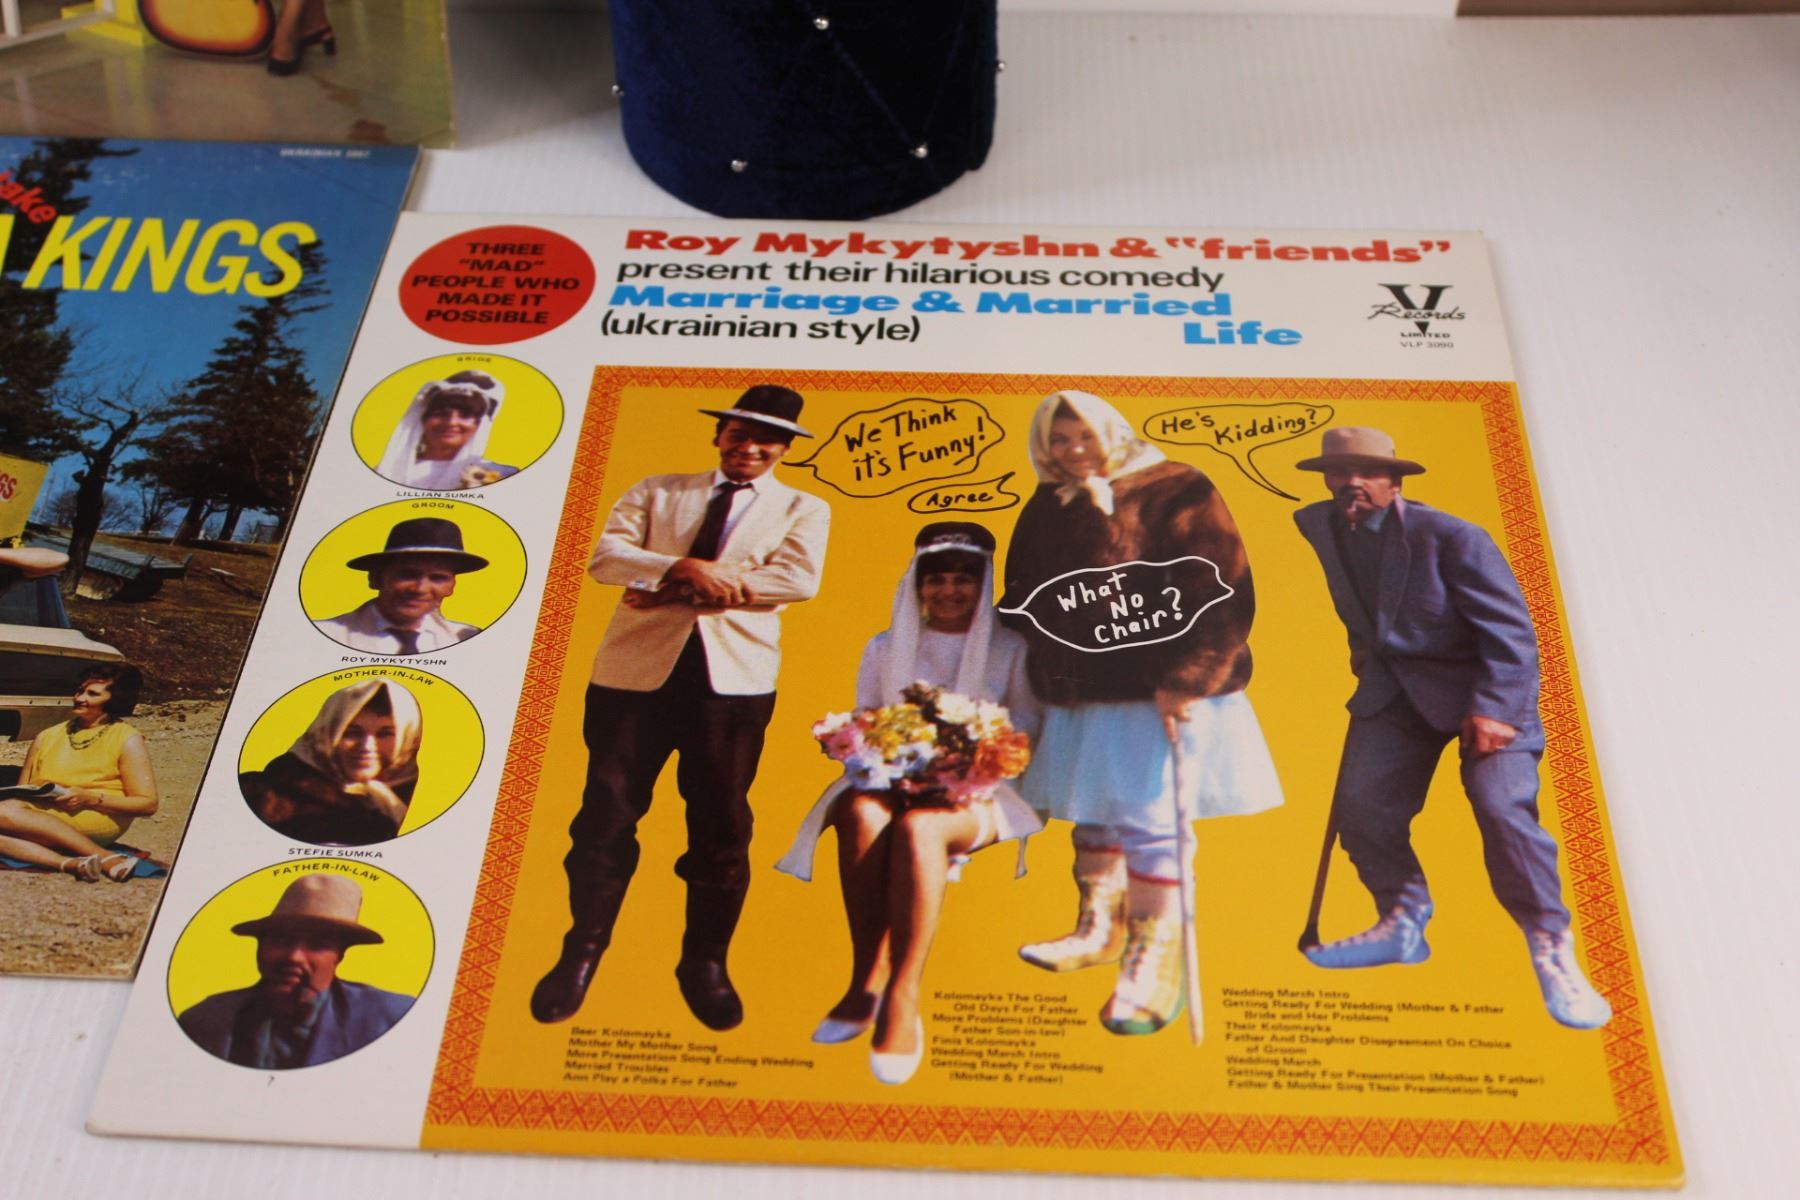 UKRAINIAN
Lake
KINGS
THREE
"MAD"
PEOPLE WHO
MADE IT
POSSIBLE
Roy Mykytyshn & "friends"
present their hilarious comedy
Marriage & Married
Life
(ukrainian style)
V
Records
LIMITED
VLP 3090
BRIDE
LILLIAN SUMKA
GROOM
ROY MYKYTYSHN
MOTHER-IN-LAW
STEFIE SUMKA
FATHER-IN-LAW
We Think
it's Funny!
Agree
He's
Kidding?
What
No
Chair?
Beer Kolomayka
Mother My Mother Song
More Presentation Song Ending Wedding
Married Troubles
Ann Play a Polka For Father
Kolomayka The Good
Old Days For Father
More Problems (Daughter
Father Son-in-law)
Finis Kolomayka
Wedding March Intro
Getting Ready For Wedding
(Mother & Father)
Wedding March Intro
Getting Ready For Wedding (Mother & Father
Bride and Her Problems
Their Kolomayka
Father And Daughter Disagreement On Choice
of Groom
Wedding March
Getting Ready For Presentation (Mother & Father)
Father & Mother Sing Their Presentation Song